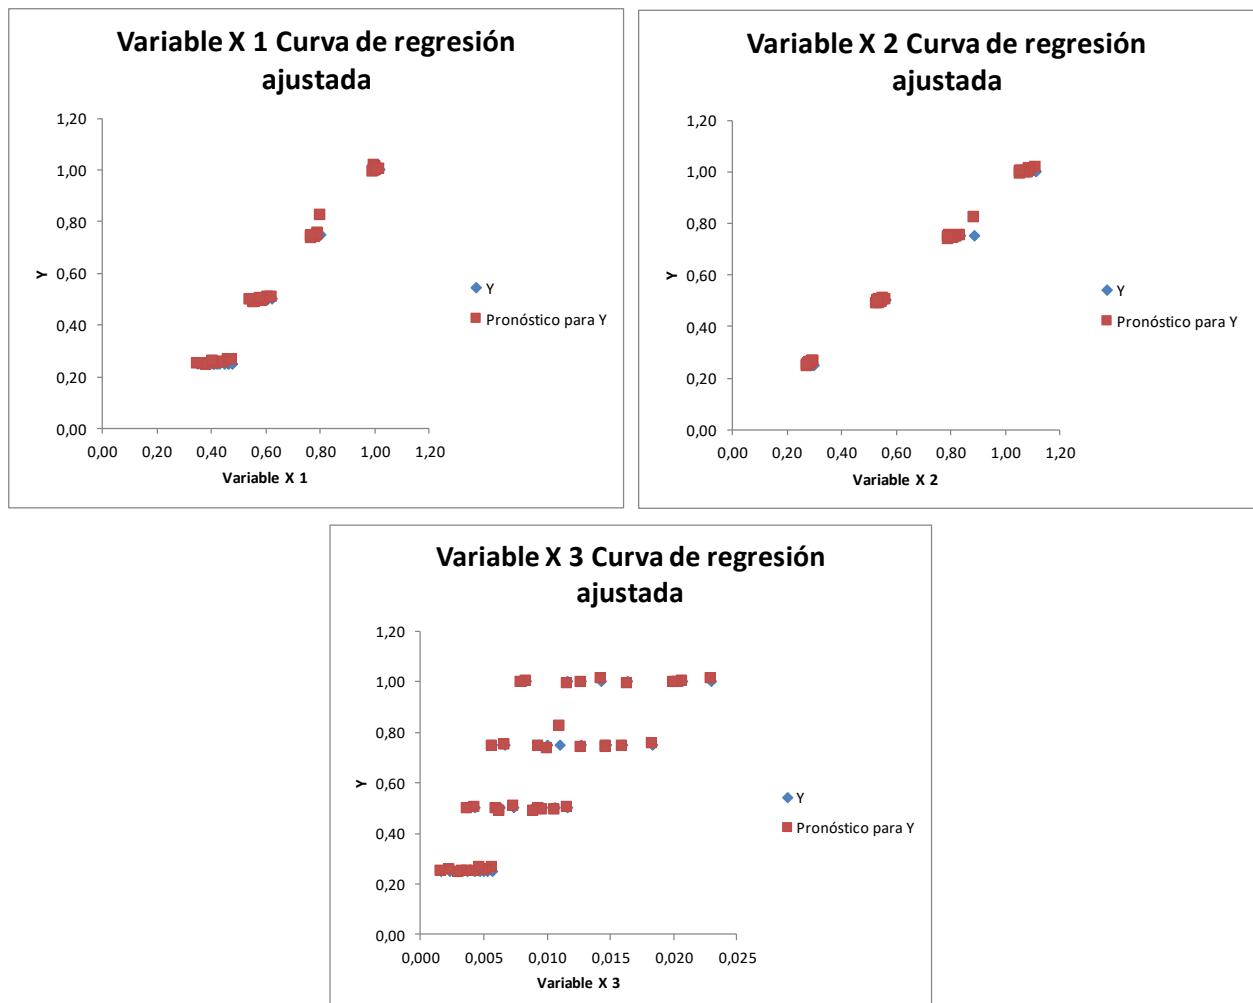 Variable X 1 Curva de regresión
ajustada
1,20
1,00
0,80
0,60
0,40
0,20
0,00
Y
0,00 0,20 0,40 0,60 0,80 1,00 1,20
Variable X 1
Y
Pronóstico para Y
Variable X 2 Curva de regresión
ajustada
1,20
1,00
0,80
0,60
0,40
0,20
0,00
Y
0,00 0,20 0,40 0,60 0,80 1,00 1,20
Variable X 2
Y
Pronóstico para Y
Variable X 3 Curva de regresión
ajustada
1,20
1,00
0,80
0,60
0,40
0,20
0,00
Y
0,000 0,005 0,010 0,015 0,020 0,025
Variable X 3
Y
Pronóstico para Y